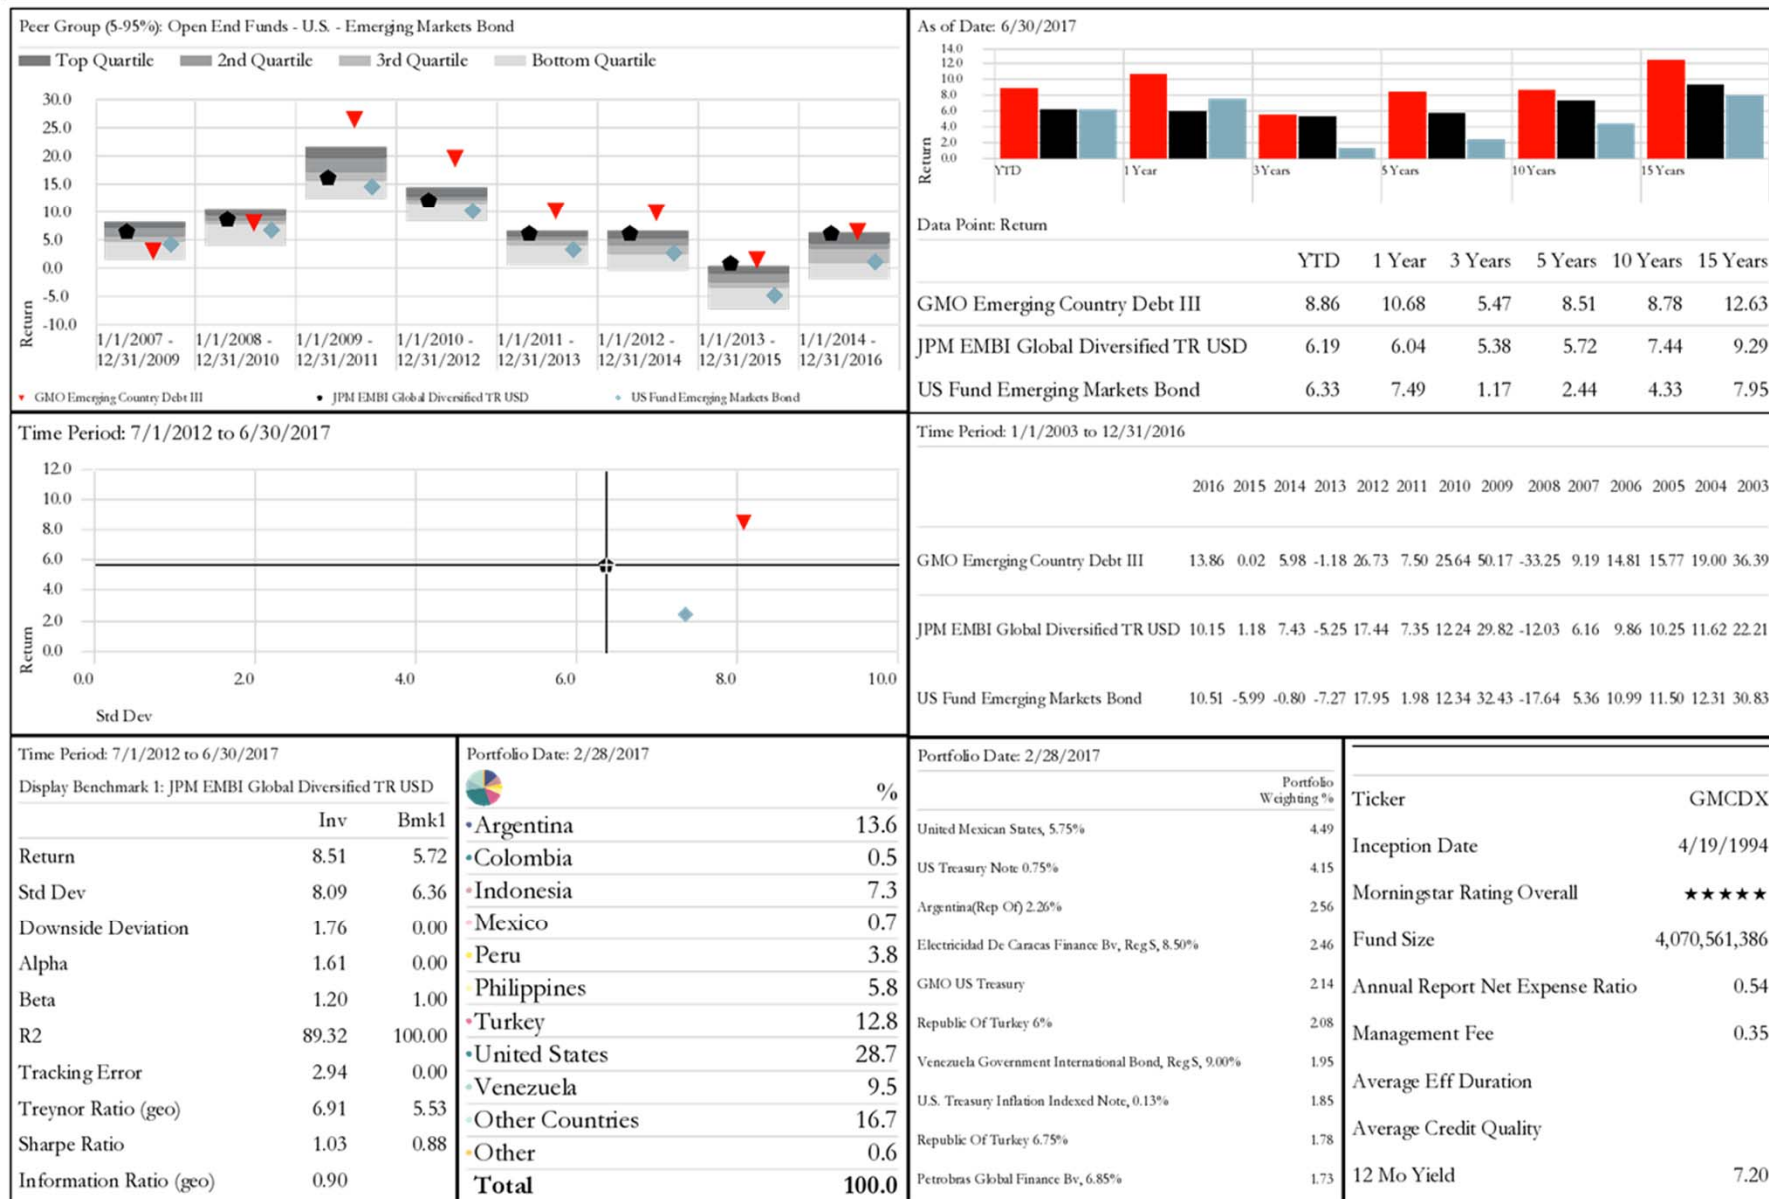 Peer Group (5-95%): Open End Funds - U.S. - Emerging Markets Bond
Top Quartile 2nd Quartile 3rd Quartile Bottom Quartile
30.0
25.0
20.0
15.0
10.0
5.0
0.0
-5.0
-10.0
Return
1/1/2007 - 1/1/2008 - 1/1/2009 - 1/1/2010 - 1/1/2011 - 1/1/2012 - 1/1/2013 - 1/1/2014 -
12/31/2009 12/31/2010 12/31/2011 12/31/2012 12/31/2013 12/31/2014 12/31/2015 12/31/2016
GMO Emerging Country Debt III JPM EMBI Global Diversified TR USD US Fund Emerging Markets Bond
As of Date: 6/30/2017
14.0
12.0
10.0
8.0
6.0
4.0
2.0
0.0
Return
YTD 1 Year 3 Years 5 Years 10 Years 15 Years
Data Point: Return
YTD 1 Year 3 Years 5 Years 10 Years 15 Years
GMO Emerging Country Debt III 8.86 10.68 5.47 8.51 8.78 12.63
JPM EMBI Global Diversified TR USD 6.19 6.04 5.38 5.72 7.44 9.29
US Fund Emerging Markets Bond 6.33 7.49 1.17 2.44 4.33 7.95
Time Period: 7/1/2012 to 6/30/2017
12.0
10.0
8.0
6.0
4.0
2.0
0.0
Return
0.0 2.0 4.0 6.0 8.0 10.0
Std Dev
Time Period: 1/1/2003 to 12/31/2016
2016 2015 2014 2013 2012 2011 2010 2009 2008 2007 2006 2005 2004 2003
GMO Emerging Country Debt III 13.86 0.02 5.98 -1.18 26.73 7.50 25.64 50.17 -33.25 9.19 14.81 15.77 19.00 36.39
JPM EMBI Global Diversified TR USD 10.15 1.18 7.43 -5.25 17.44 7.35 12.24 29.82 -12.03 6.16 9.86 10.25 11.62 22.21
US Fund Emerging Markets Bond 10.51 -5.99 -0.80 -7.27 17.95 1.98 12.34 32.43 -17.64 5.36 10.99 11.50 12.31 30.83
Time Period: 7/1/2012 to 6/30/2017
Display Benchmark 1: JPM EMBI Global Diversified TR USD
Inv Bmk1
Return 8.51 5.72
Std Dev 8.09 6.36
Downside Deviation 1.76 0.00
Alpha 1.61 0.00
Beta 1.20 1.00
R2 89.32 100.00
Tracking Error 2.94 0.00
Treynor Ratio (geo) 6.91 5.53
Sharpe Ratio 1.03 0.88
Information Ratio (geo) 0.90
Portfolio Date: 2/28/2017
%
Argentina 13.6
Colombia 0.5
Indonesia 7.3
Mexico 0.7
Peru 3.8
Philippines 5.8
Turkey 12.8
United States 28.7
Venezuela 9.5
Other Countries 16.7
Other 0.6
Total 100.0
Portfolio Date: 2/28/2017
Portfolio
Weighting %
United Mexican States, 5.75% 4.49
US Treasury Note 0.75% 4.15
Argentina(Rep Of) 2.26% 2.56
Electricidad De Caracas Finance Bv, Reg S, 8.50% 2.46
GMO US Treasury 2.14
Republic Of Turkey 6% 2.08
Venezuela Government International Bond, Reg S, 9.00% 1.95
U.S. Treasury Inflation Indexed Note, 0.13% 1.85
Republic Of Turkey 6.75% 1.78
Petrobras Global Finance Bv, 6.85% 1.73
Ticker GMCDX
Inception Date 4/19/1994
Morningstar Rating Overall ★★★★★
Fund Size 4,070,561,386
Annual Report Net Expense Ratio 0.54
Management Fee 0.35
Average Eff Duration
Average Credit Quality
12 Mo Yield 7.20